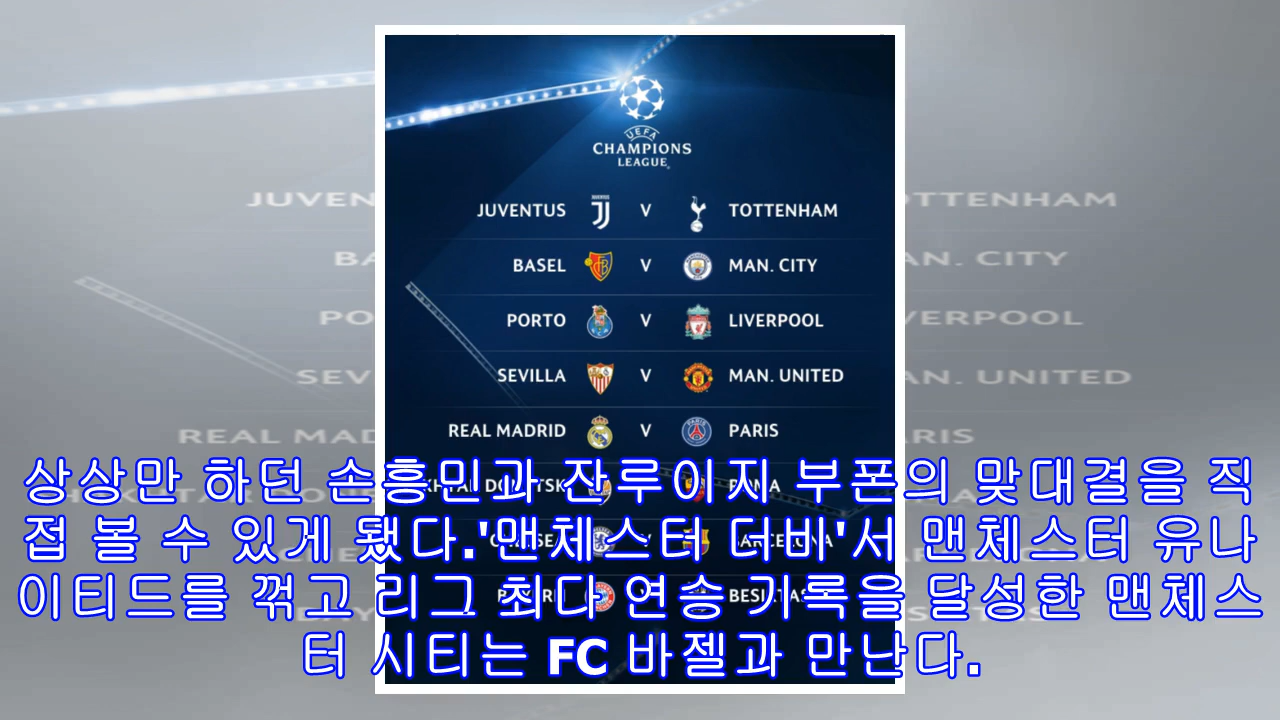 UEFA
CHAMPIONS
LEAGUE
JUVENTUS V TOTTENHAM
BASEL V MAN. CITY
PORTO V LIVERPOOL
SEVILLA V MAN. UNITED
REAL MADRID V PARIS
상상만 하던 손흥민과 잔루이지 부폰의 맞대결을 직
접 볼 수 있게 됐다.'맨체스터 더비'서 맨체스터 유나
이티드를 꺾고 리그 최다 연승 기록을 달성한 맨체스
터 시티는 FC 바젤과 만난다.